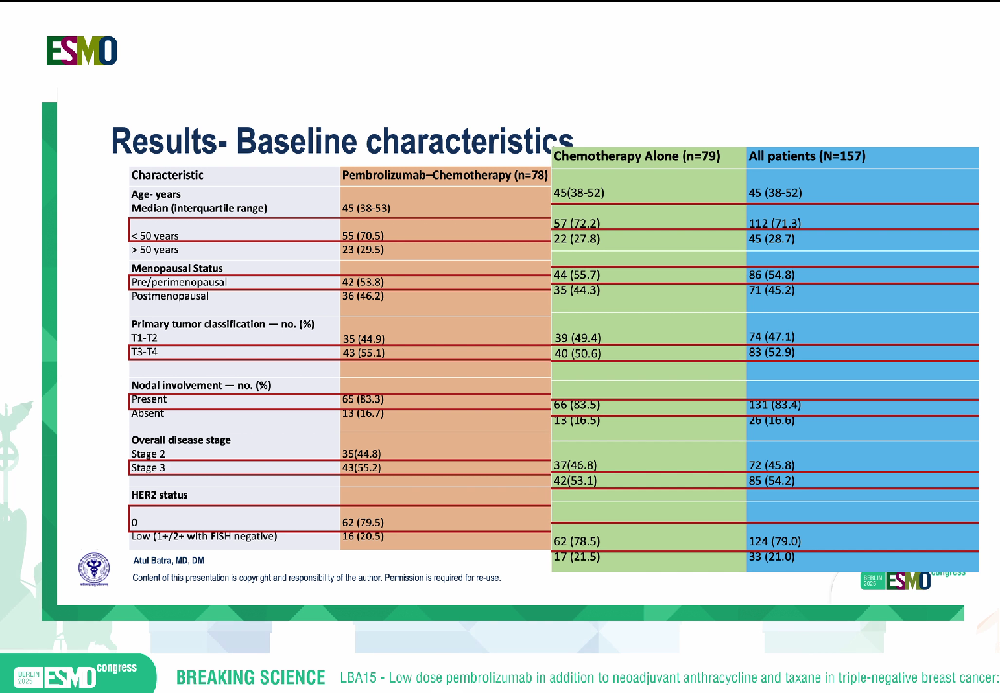 ESMO
Results- Baseline characteristics
Characteristic Pembrolizumab–Chemotherapy (n=78) Chemotherapy Alone (n=79) All patients (N=157)
Age- years
Median (interquartile range) 45 (38-53) 45(38-52) 45 (38-52)
< 50 years 55 (70.5) 57 (72.2) 112 (71.3)
> 50 years 23 (29.5) 22 (27.8) 45 (28.7)
Menopausal Status
Pre/perimenopausal 42 (53.8) 44 (55.7) 86 (54.8)
Postmenopausal 36 (46.2) 35 (44.3) 71 (45.2)
Primary tumor classification — no. (%)
T1-T2 35 (44.9) 39 (49.4) 74 (47.1)
T3-T4 43 (55.1) 40 (50.6) 83 (52.9)
Nodal involvement — no. (%)
Present 65 (83.3) 66 (83.5) 131 (83.4)
Absent 13 (16.7) 13 (16.5) 26 (16.6)
Overall disease stage
Stage 2 35(44.8) 37(46.8) 72 (45.8)
Stage 3 43(55.2) 42(53.1) 85 (54.2)
HER2 status
0 62 (79.5) 62 (78.5) 124 (79.0)
Low (1+/2+ with FISH negative) 16 (20.5) 17 (21.5) 33 (21.0)
Atul Batra, MD, DM
Content of this presentation is copyright and responsibility of the author. Permission is required for re-use.
BERLIN 2025 ESMO congress
BERLIN 2025 ESMO congress
BREAKING SCIENCE LBA15 - Low dose pembrolizumab in addition to neoadjuvant anthracycline and taxane in triple-negative breast cancer: